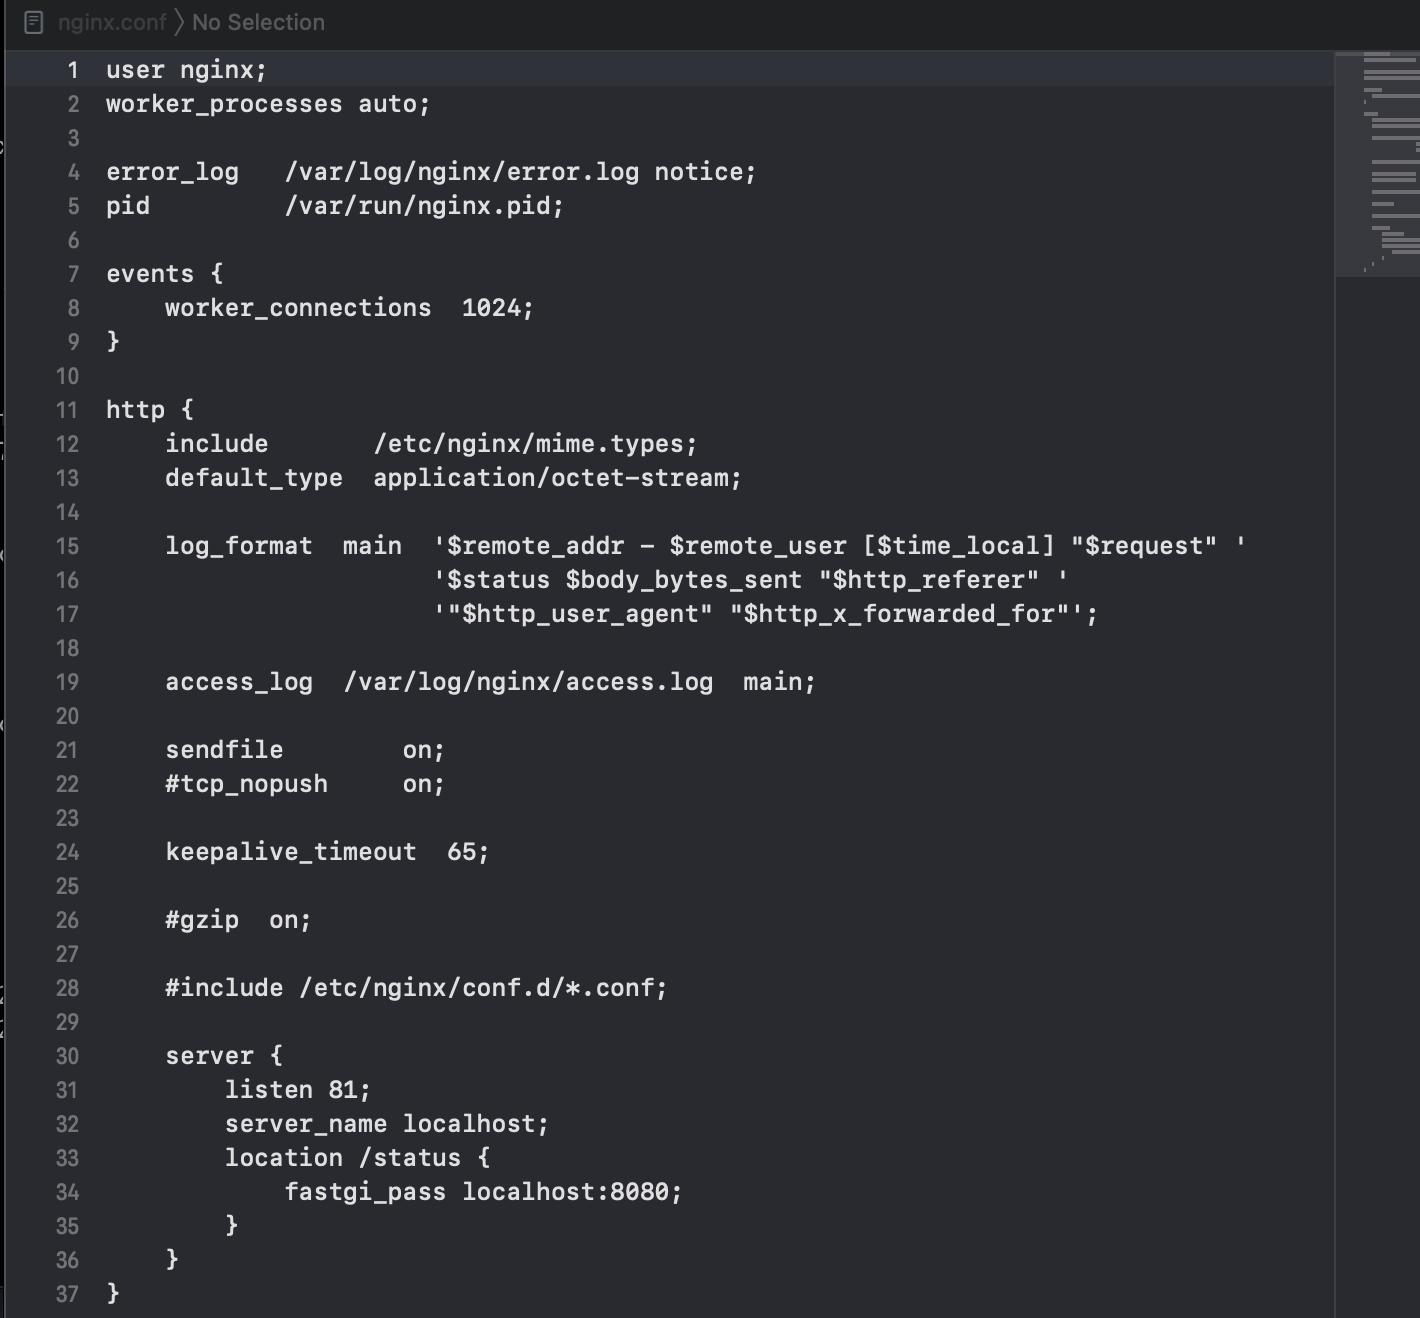 nginx.conf No Selection
1 user nginx;
2 worker_processes auto;
3
4 error_log   /var/log/nginx/error.log notice;
5 pid         /var/run/nginx.pid;
6
7 events {
8     worker_connections  1024;
9 }
10
11 http {
12     include       /etc/nginx/mime.types;
13     default_type  application/octet-stream;
14
15     log_format  main  '$remote_addr - $remote_user [$time_local] "$request" '
16                       '$status $body_bytes_sent "$http_referer" '
17                       '"$http_user_agent" "$http_x_forwarded_for"';
18
19     access_log  /var/log/nginx/access.log  main;
20
21     sendfile        on;
22     #tcp_nopush     on;
23
24     keepalive_timeout  65;
25
26     #gzip  on;
27
28     #include /etc/nginx/conf.d/*.conf;
29
30     server {
31         listen 81;
32         server_name localhost;
33         location /status {
34             fastgi_pass localhost:8080;
35         }
36     }
37 }